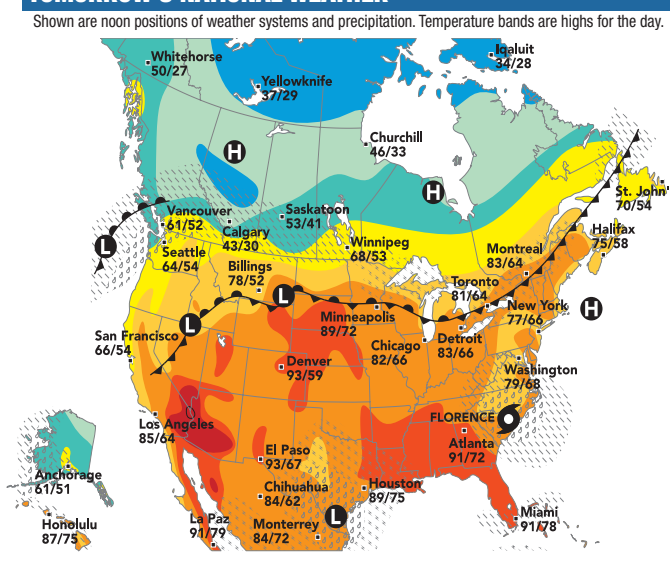 TOMORROW'S NATIONAL WEATHER
Shown are noon positions of weather systems and precipitation. Temperature bands are highs for the day.
Whitehorse
50/27
Iqaluit
34/28
Yellowknife
37/29
Churchill
46/33
H
H
St. John's
70/54
Vancouver
61/52
Saskatoon
53/41
Calgary
43/30
Halifax
75/58
L
Winnipeg
68/53
Seattle
64/54
Montreal
83/64
Billings
78/52
Toronto
81/64
L
New York
77/66
H
Minneapolis
89/72
L
San Francisco
66/54
Chicago
82/66
Detroit
83/66
Denver
93/59
Washington
79/68
FLORENCE
Los Angeles
85/64
Atlanta
91/72
El Paso
93/67
Anchorage
61/51
Houston
89/75
Chihuahua
84/62
Honolulu
87/75
La Paz
91/79
Monterrey
84/72
L
Miami
91/78